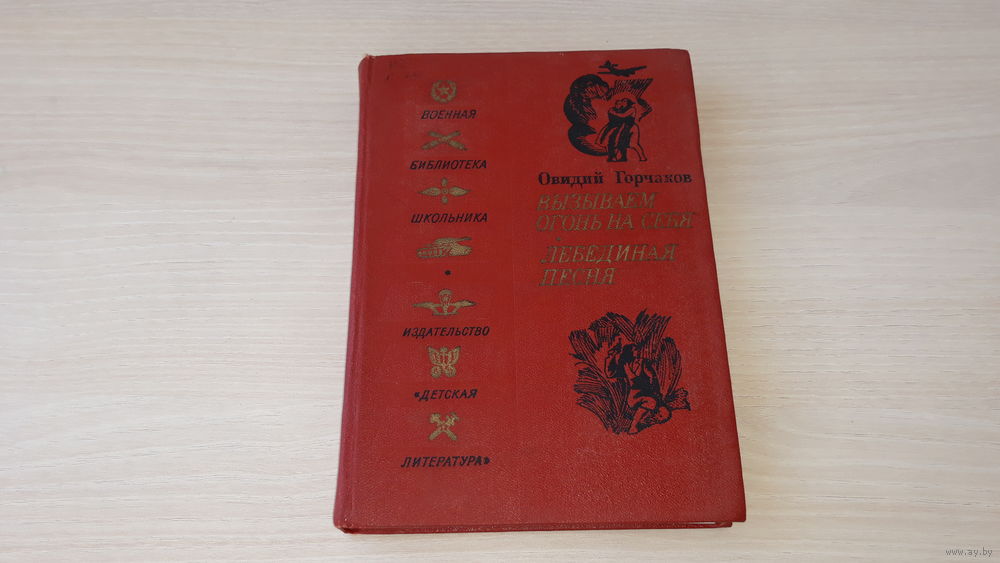 ВОЕННАЯ
БИБЛИОТЕКА
ШКОЛЬНИКА
ИЗДАТЕЛЬСТВО
«ДЕТСКАЯ
ЛИТЕРАТУРА»
Овидий Горчаков
ВЫЗЫВАЕМ
ОГОНЬ НА СЕБЯ
ЛЕБЕДИНАЯ
ПЕСНЯ
www.ay.by